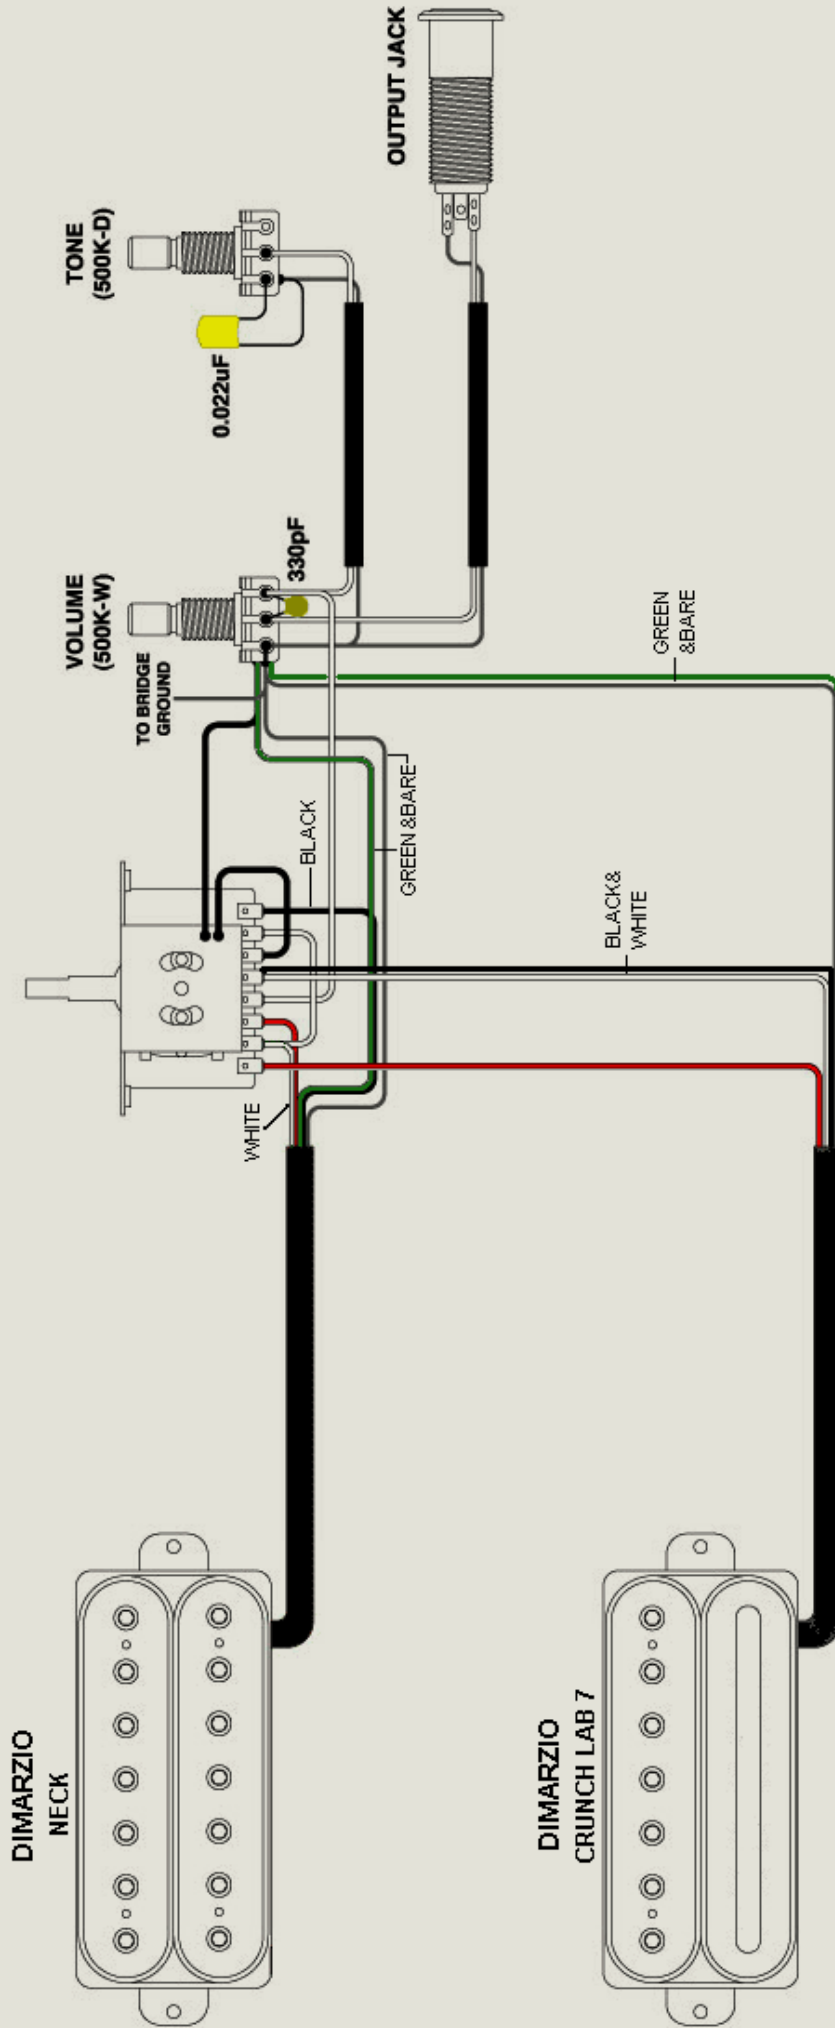 OUTPUT JACK
TONE
(500K-D)
0.022uF
VOLUME
(500K-W)
330pF
TO BRIDGE
GROUND
GREEN
&BARE
BLACK
GREEN &BARE
BLACK&
WHITE
WHITE
DIMARZIO
NECK
DIMARZIO
CRUNCH LAB 7